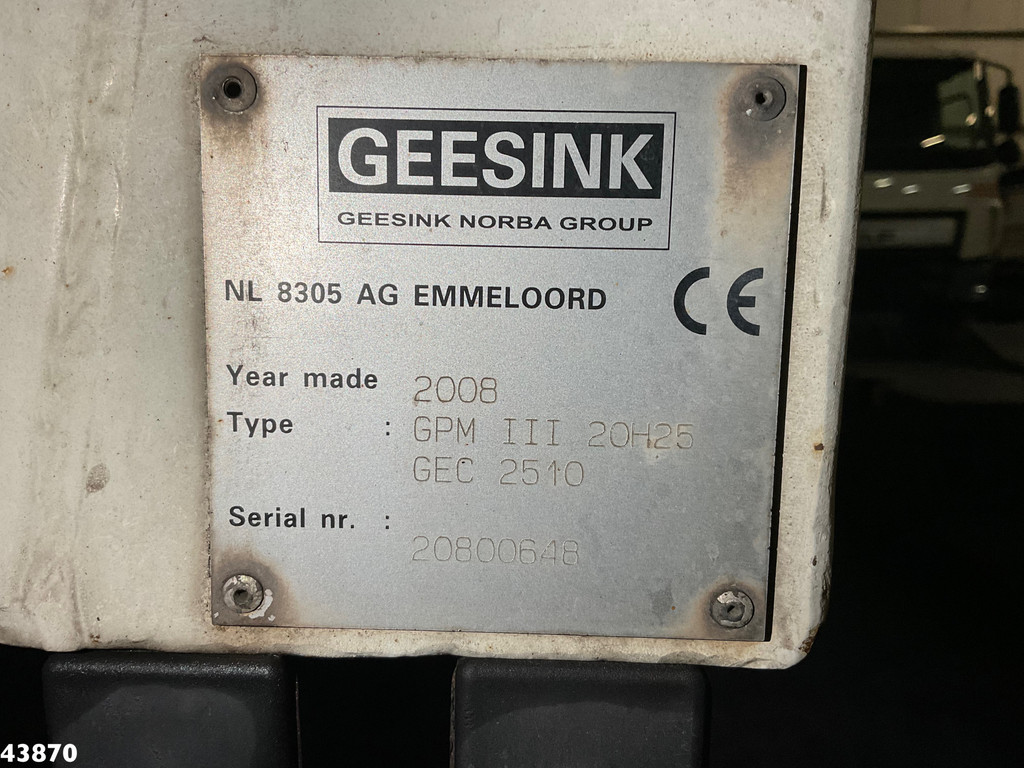 GEESINK
GEESINK NORBA GROUP
NL 8305 AG EMMELOORD CE
Year made 2008
Type : GPM III 20H25
GEC 2510
Serial nr. :
20800648
43870